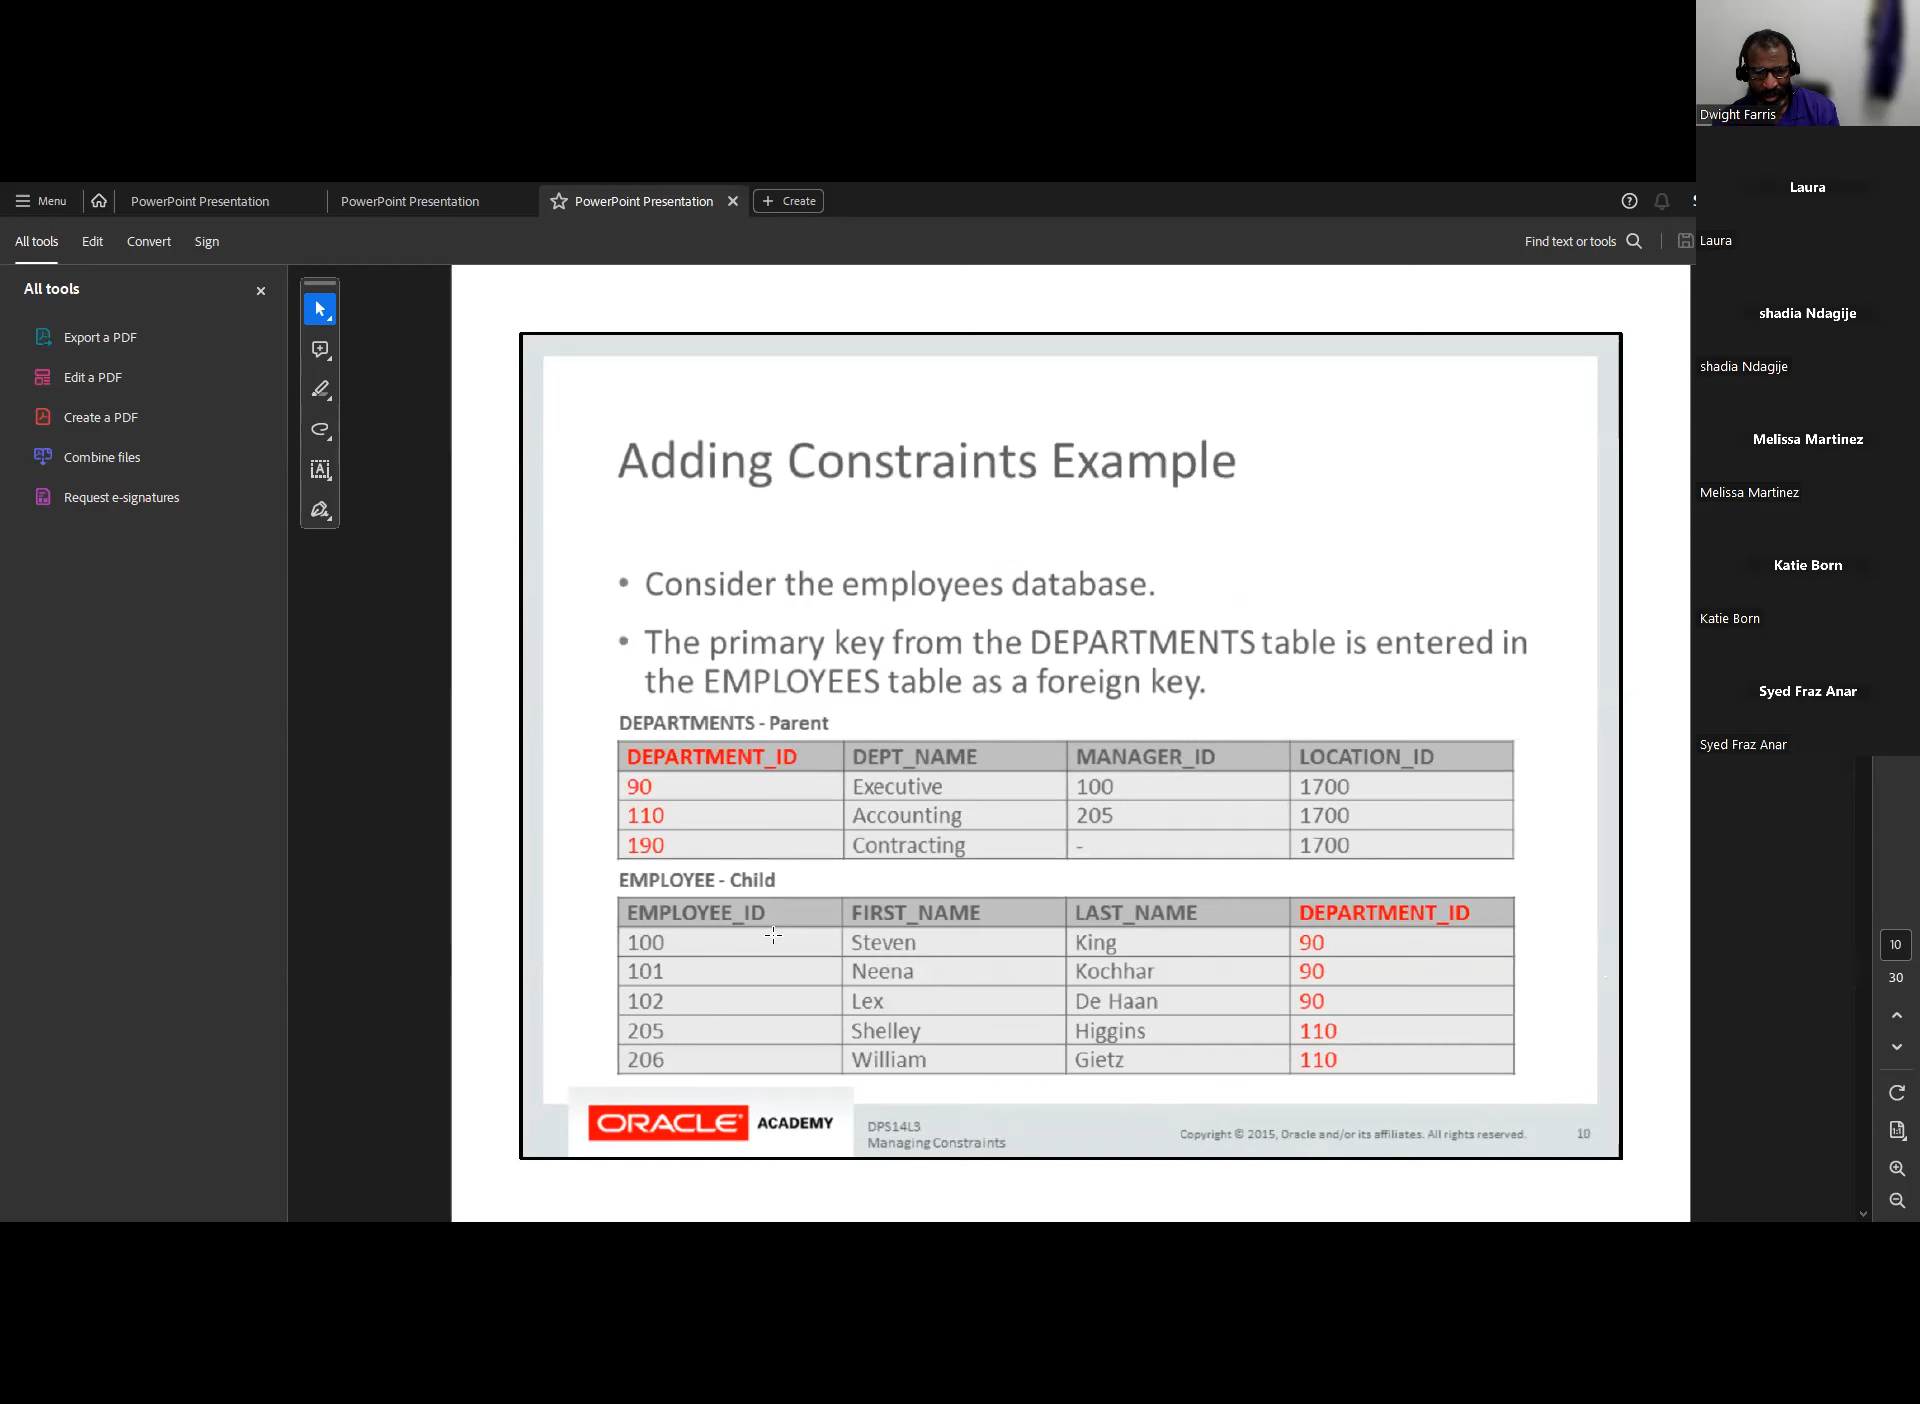 Dwight Farris
Laura
Laura
shadia Ndagije
shadia Ndagije
Melissa Martinez
Melissa Martinez
Katie Born
Katie Born
Syed Fraz Anar
Syed Fraz Anar
Menu
PowerPoint Presentation
PowerPoint Presentation
PowerPoint Presentation
Create
All tools Edit Convert Sign
Find text or tools
All tools
Export a PDF
Edit a PDF
Create a PDF
Combine files
Request e-signatures
Adding Constraints Example
• Consider the employees database.
• The primary key from the DEPARTMENTS table is entered in
the EMPLOYEES table as a foreign key.
DEPARTMENTS - Parent
DEPARTMENT_ID DEPT_NAME MANAGER_ID LOCATION_ID
90 Executive 100 1700
110 Accounting 205 1700
190 Contracting - 1700
EMPLOYEE - Child
EMPLOYEE_ID FIRST_NAME LAST_NAME DEPARTMENT_ID
100 Steven King 90
101 Neena Kochhar 90
102 Lex De Haan 90
205 Shelley Higgins 110
206 William Gietz 110
ORACLE ACADEMY
DPS14L3
Managing Constraints
Copyright © 2015, Oracle and/or its affiliates. All rights reserved. 10
10
30